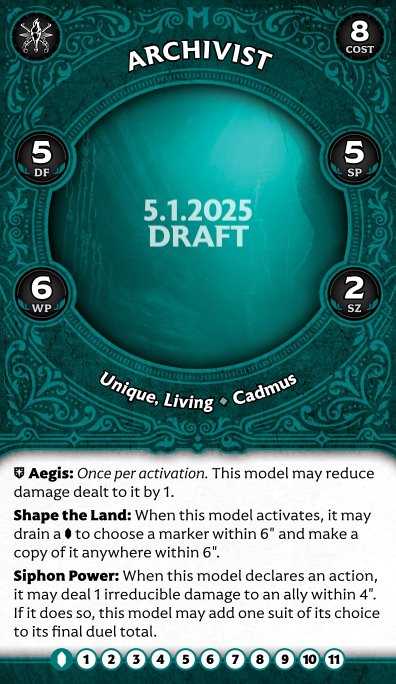 ARCHIVIST
8
COST
5
DF
5
SP
5.1.2025
DRAFT
6
WP
2
SZ
Unique, Living ◆ Cadmus
Aegis: Once per activation. This model may reduce
damage dealt to it by 1.
Shape the Land: When this model activates, it may
drain a to choose a marker within 6" and make a
copy of it anywhere within 6".
Siphon Power: When this model declares an action,
it may deal 1 irreducible damage to an ally within 4".
If it does so, this model may add one suit of its choice
to its final duel total.
1 2 3 4 5 6 7 8 9 10 11